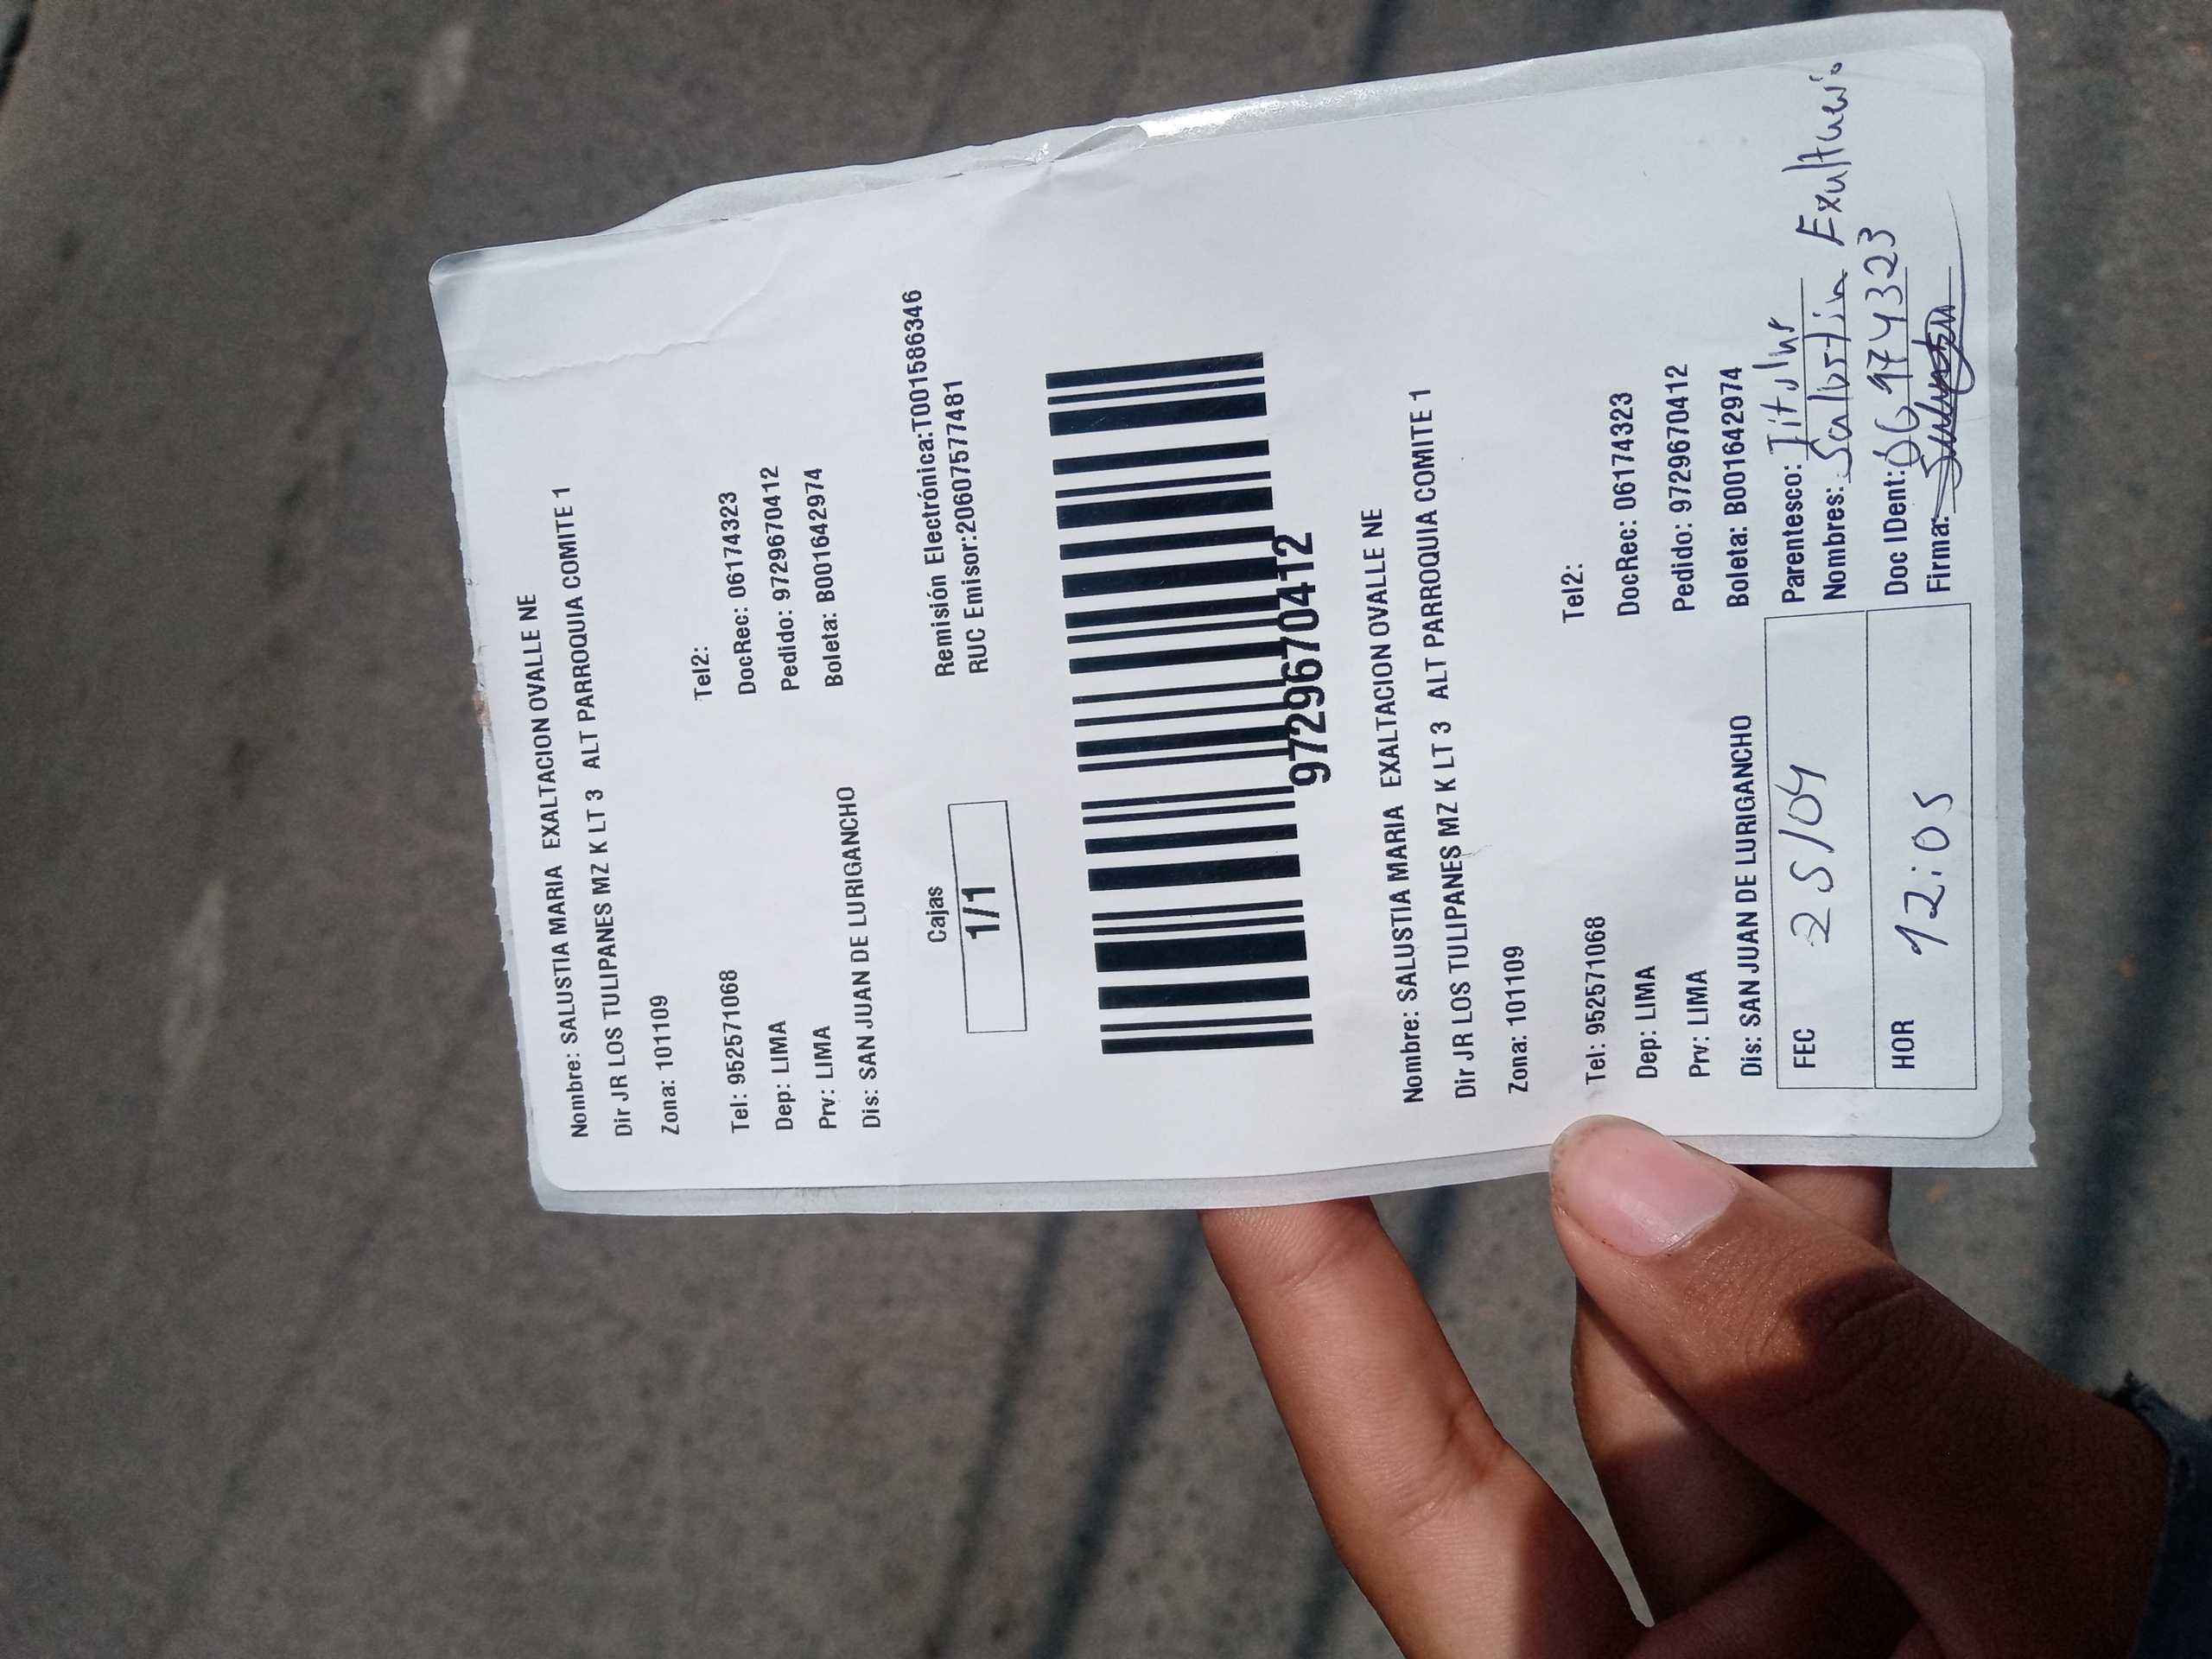 Nombre: SALUSTIA MARIA EXALTACION OVALLE NE
Dir JR LOS TULIPANES MZ K LT 3 ALT PARROQUIA COMITE 1
Zona: 101109
Tel: 952571068 Tel2:
Dep: LIMA DocRec: 06174323
Prv: LIMA Pedido: 9729670412
Dis: SAN JUAN DE LURIGANCHO Boleta: B001642974
Cajas Remisión Electrónica:T001586346
1/1 RUC Emisor:20607577481
9729670412
Nombre: SALUSTIA MARIA EXALTACION OVALLE NE
Dir JR LOS TULIPANES MZ K LT 3 ALT PARROQUIA COMITE 1
Zona: 101109
Tel: 952571068 Tel2:
Dep: LIMA DocRec: 06174323
Prv: LIMA Pedido: 9729670412
Dis: SAN JUAN DE LURIGANCHO Boleta: B001642974
FEC 25/04 Parentesco: Titular
Nombres:
HOR 12:05 Doc IDent: 06174323
Firma: